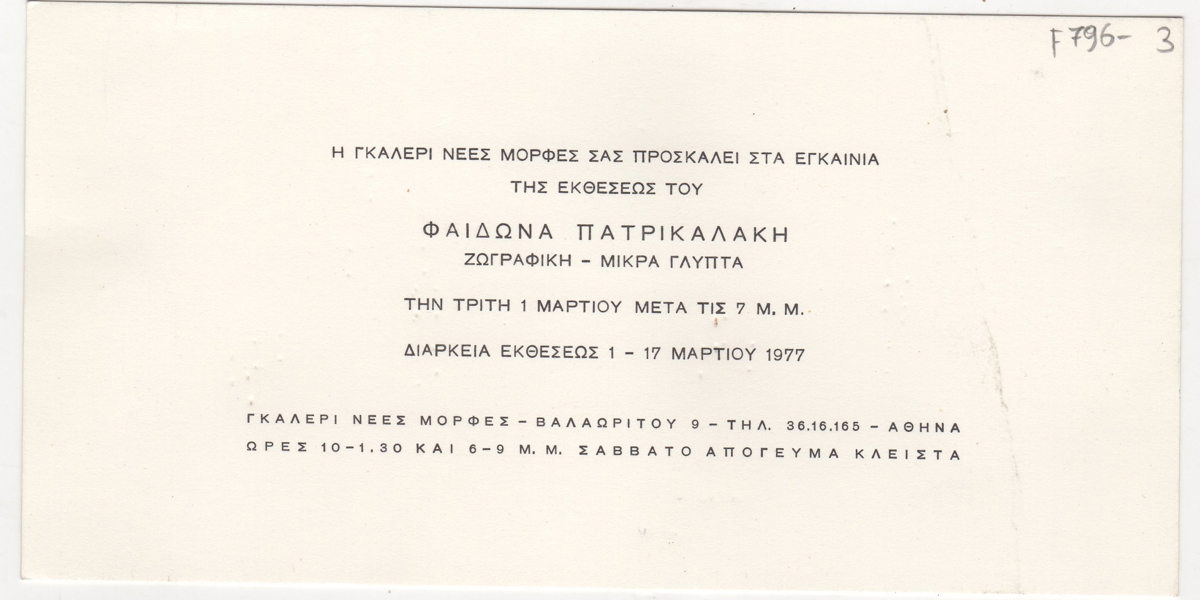 F796- 3
Η ΓΚΑΛΕΡΙ ΝΕΕΣ ΜΟΡΦΕΣ ΣΑΣ ΠΡΟΣΚΑΛΕΙ ΣΤΑ ΕΓΚΑΙΝΙΑ
ΤΗΣ ΕΚΘΕΣΕΩΣ ΤΟΥ
ΦΑΙΔΩΝΑ ΠΑΤΡΙΚΑΛΑΚΗ
ΖΩΓΡΑΦΙΚΗ – ΜΙΚΡΑ ΓΛΥΠΤΑ
ΤΗΝ ΤΡΙΤΗ 1 ΜΑΡΤΙΟΥ ΜΕΤΑ ΤΙΣ 7 Μ. Μ.
ΔΙΑΡΚΕΙΑ ΕΚΘΕΣΕΩΣ 1 – 17 ΜΑΡΤΙΟΥ 1977
ΓΚΑΛΕΡΙ ΝΕΕΣ ΜΟΡΦΕΣ – ΒΑΛΑΩΡΙΤΟΥ 9 – ΤΗΛ. 36.16.165 – ΑΘΗΝΑ
ΩΡΕΣ 10–1.30 ΚΑΙ 6–9 Μ. Μ. ΣΑΒΒΑΤΟ ΑΠΟΓΕΥΜΑ ΚΛΕΙΣΤΑ